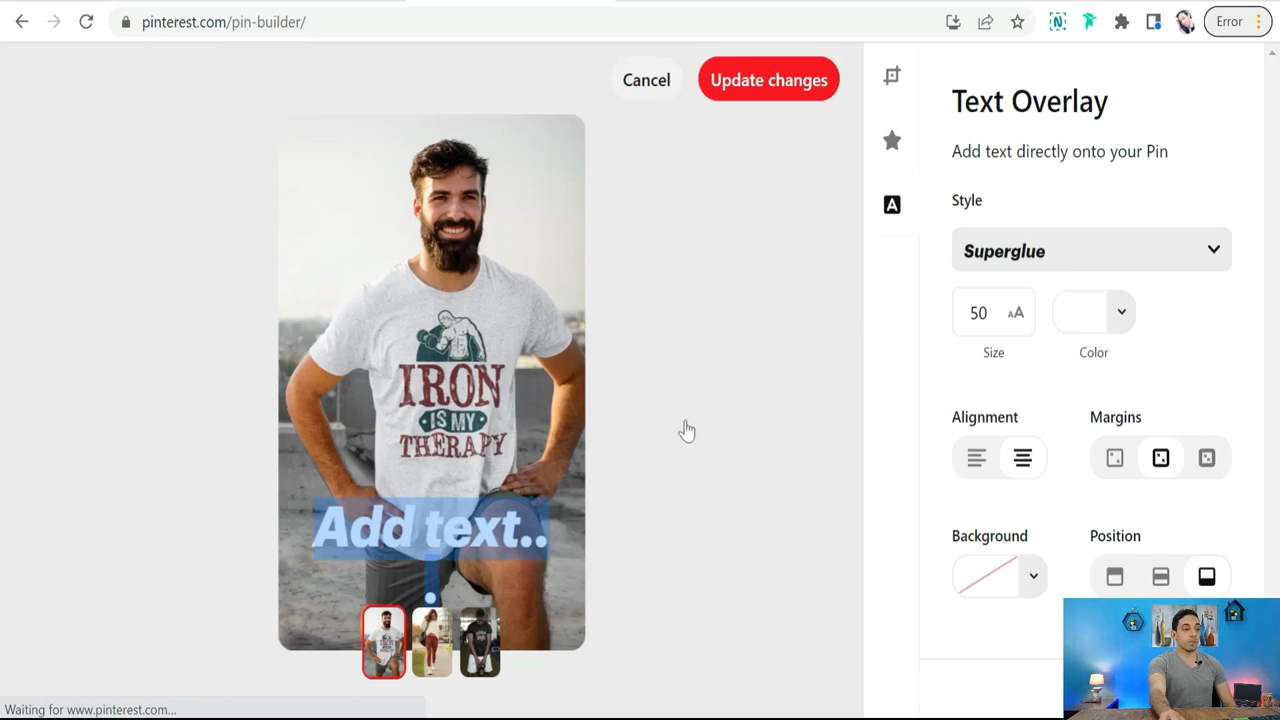 pinterest.com/pin-builder/
Error
Cancel
Update changes
Text Overlay
Add text directly onto your Pin
Style
Superglue
50
AA
Size
Color
Alignment
Margins
Background
Position
A
N
IRON
IS MY
THERAPY
Add text..
.
Waiting for www.pinterest.com...